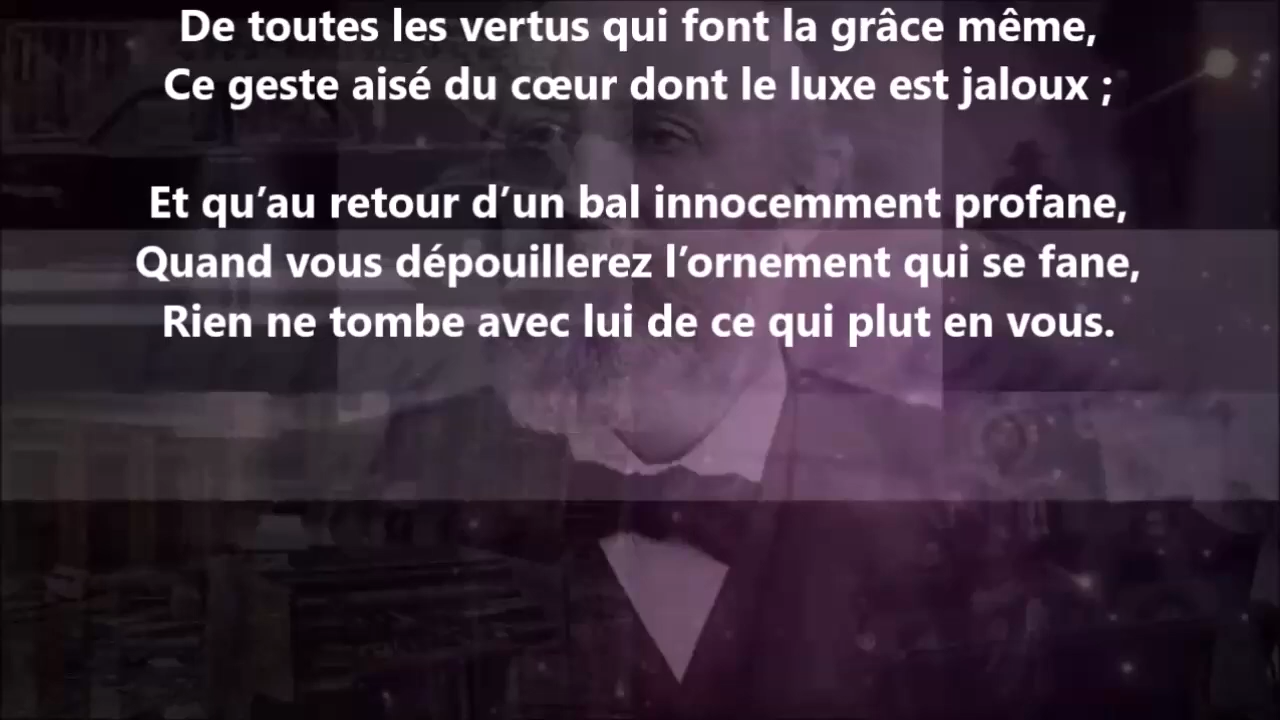 De toutes les vertus qui font la grâce même,
Ce geste aisé du cœur dont le luxe est jaloux ;
Et qu’au retour d’un bal innocemment profane,
Quand vous dépouillerez l’ornement qui se fane,
Rien ne tombe avec lui de ce qui plut en vous.